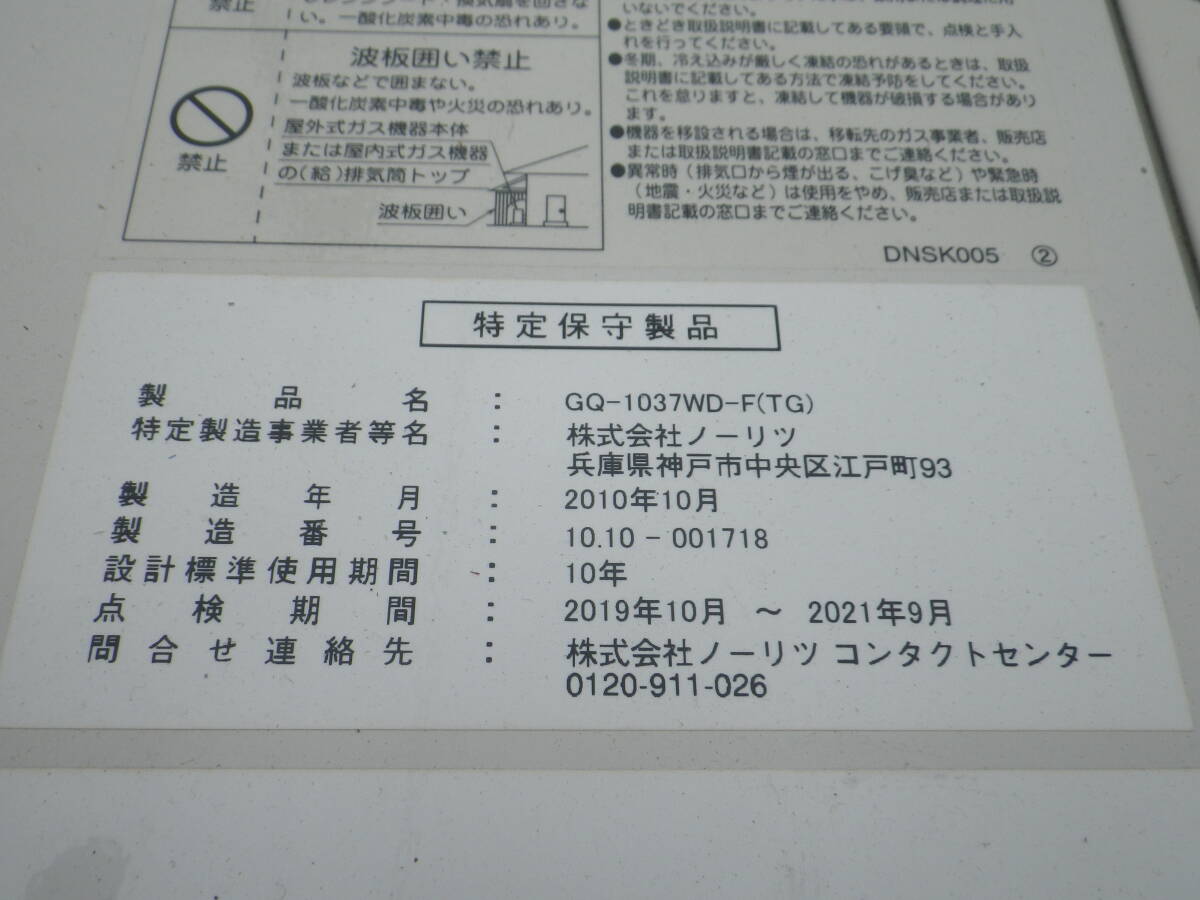 禁止
い。一酸化炭素中毒の恐れあり。
波板囲い禁止
波板などで囲まない。
一酸化炭素中毒や火災の恐れあり。
禁止
屋外式ガス機器本体
または屋内式ガス機器
の(給)排気筒トップ
波板囲い
いないでください。
●ときどき取扱説明書に記載してある要領で、点検と手入
れを行ってください。
●冬期、冷え込みが厳しく凍結の恐れがあるときは、取扱
説明書に記載してある方法で凍結予防をしてください。
これを怠りますと、凍結して機器が破損する場合があり
ます。
●機器を移設される場合は、移転先のガス事業者、販売店
または取扱説明書記載の窓口までご連絡ください。
●異常時(排気口から煙が出る、こげ臭など)や緊急時
(地震・火災など)は使用をやめ、販売店または取扱説
明書記載の窓口までご連絡ください。
DNSK005 ②
特定保守製品
製品名 : GQ-1037WD-F(TG)
特定製造事業者等名 : 株式会社ノーリツ
兵庫県神戸市中央区江戸町93
製造年月 : 2010年10月
製造番号 : 10.10 - 001718
設計標準使用期間 : 10年
点検期間 : 2019年10月 ~ 2021年9月
問合せ連絡先 : 株式会社ノーリツ コンタクトセンター
0120-911-026